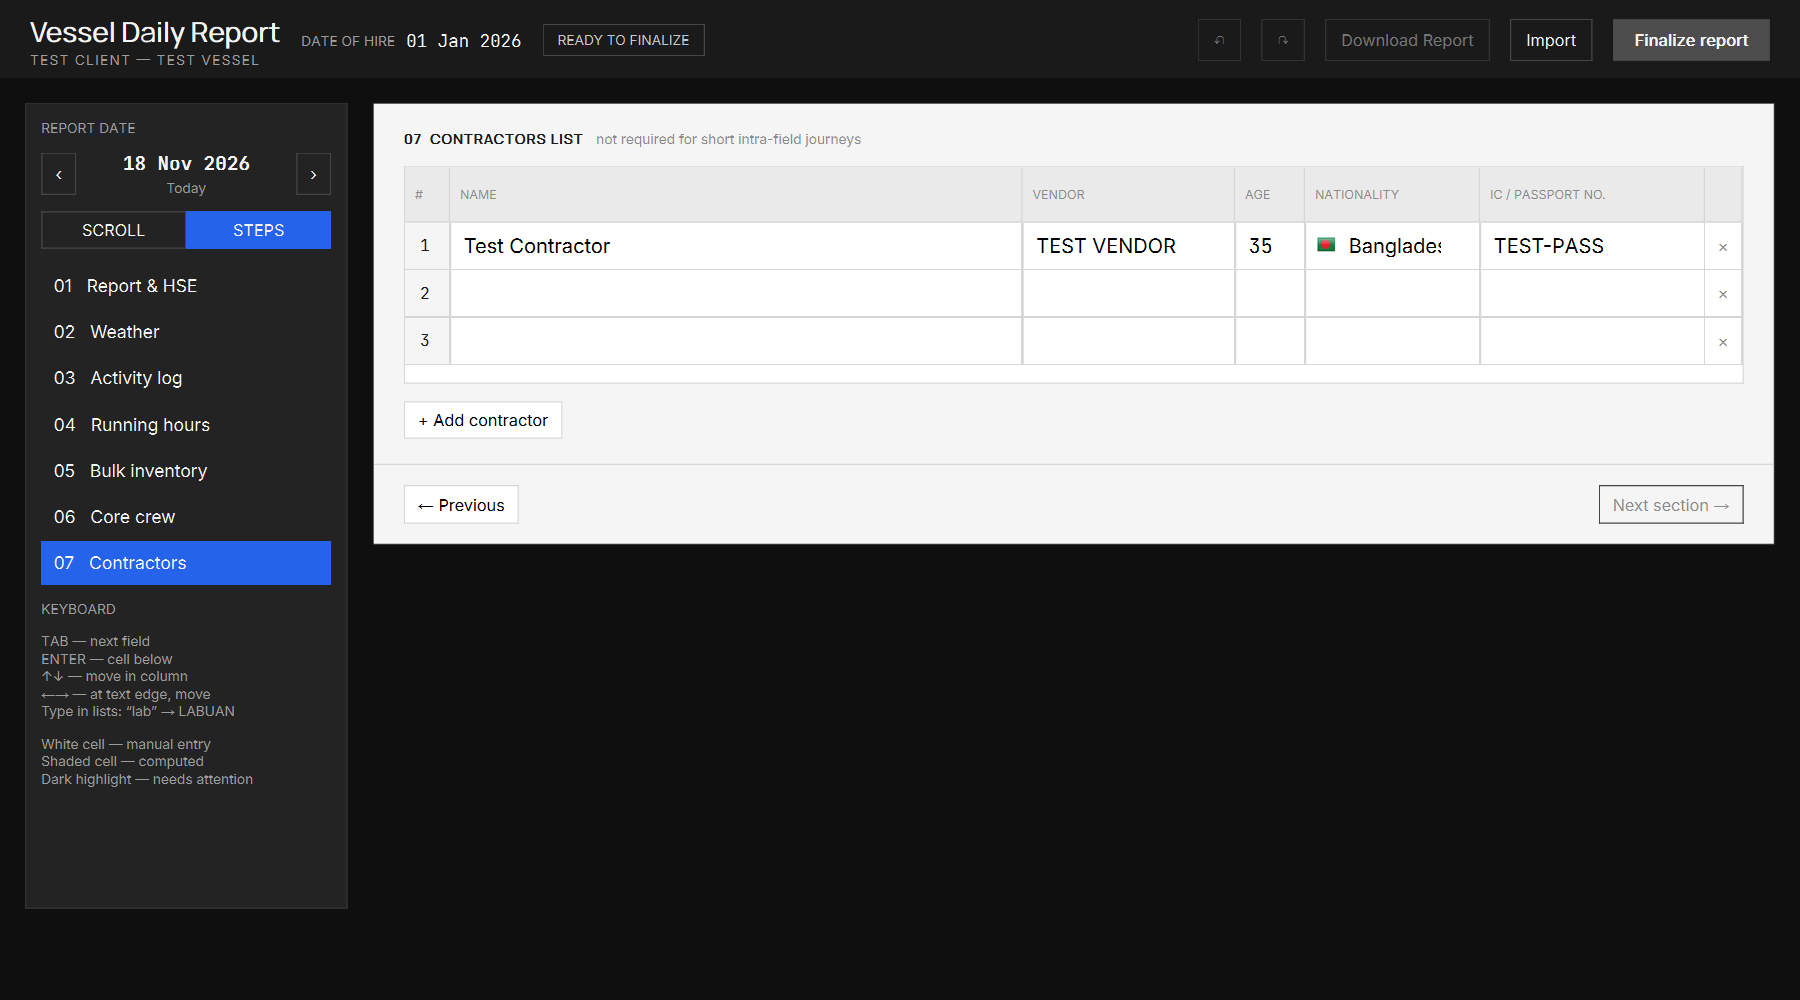 Vessel Daily Report
TEST CLIENT — TEST VESSEL
DATE OF HIRE 01 Jan 2026
READY TO FINALIZE
Download Report
Import
Finalize report
REPORT DATE
‹
18 Nov 2026
Today
›
SCROLL
STEPS
01 Report & HSE
02 Weather
03 Activity log
04 Running hours
05 Bulk inventory
06 Core crew
07 Contractors
KEYBOARD
TAB — next field
ENTER — cell below
↑↓ — move in column
←→ — at text edge, move
Type in lists: “lab” → LABUAN
White cell — manual entry
Shaded cell — computed
Dark highlight — needs attention
07 CONTRACTORS LIST not required for short intra-field journeys
# NAME VENDOR AGE NATIONALITY IC / PASSPORT NO.
1 Test Contractor TEST VENDOR 35 Banglades TEST-PASS ×
2 ×
3 ×
+ Add contractor
← Previous
Next section →